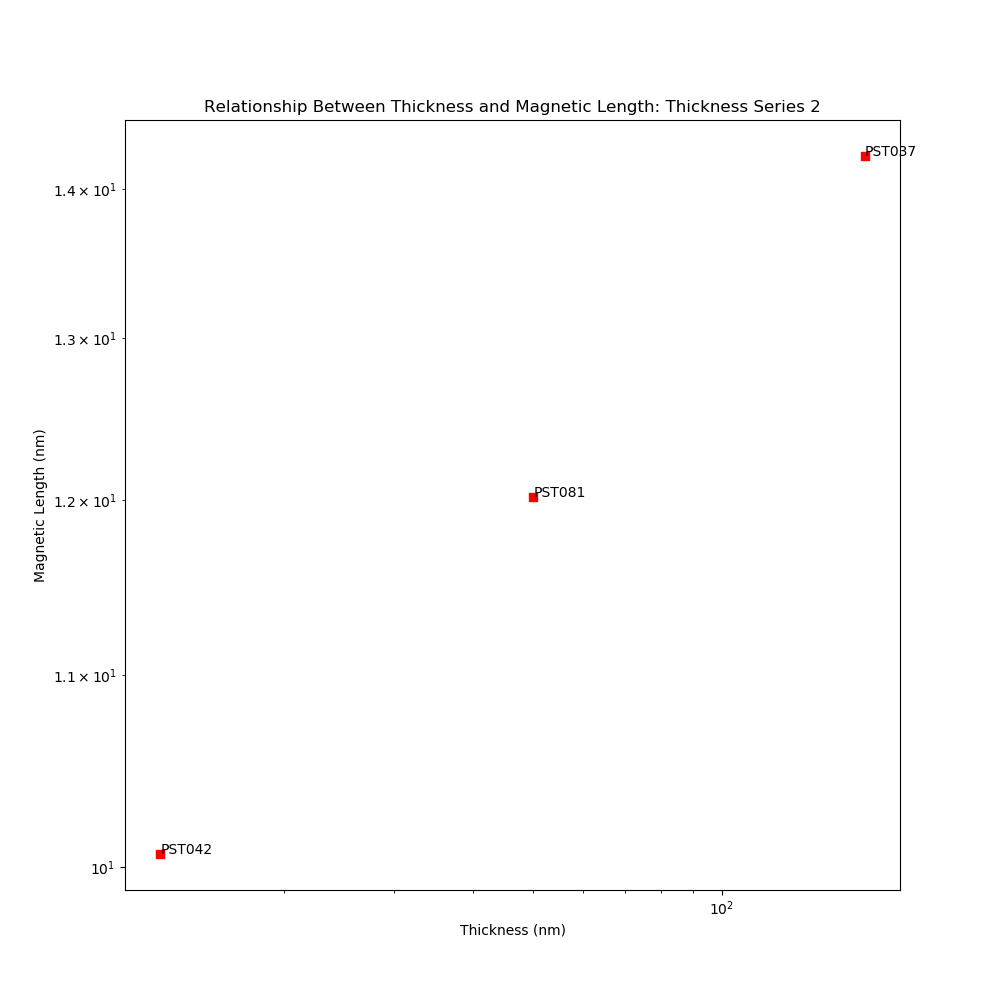 Relationship Between Thickness and Magnetic Length: Thickness Series 2
PST037
1.4 × 10¹
1.3 × 10¹
PST081
1.2 × 10¹
Magnetic Length (nm)
1.1 × 10¹
PST042
10¹
10²
Thickness (nm)